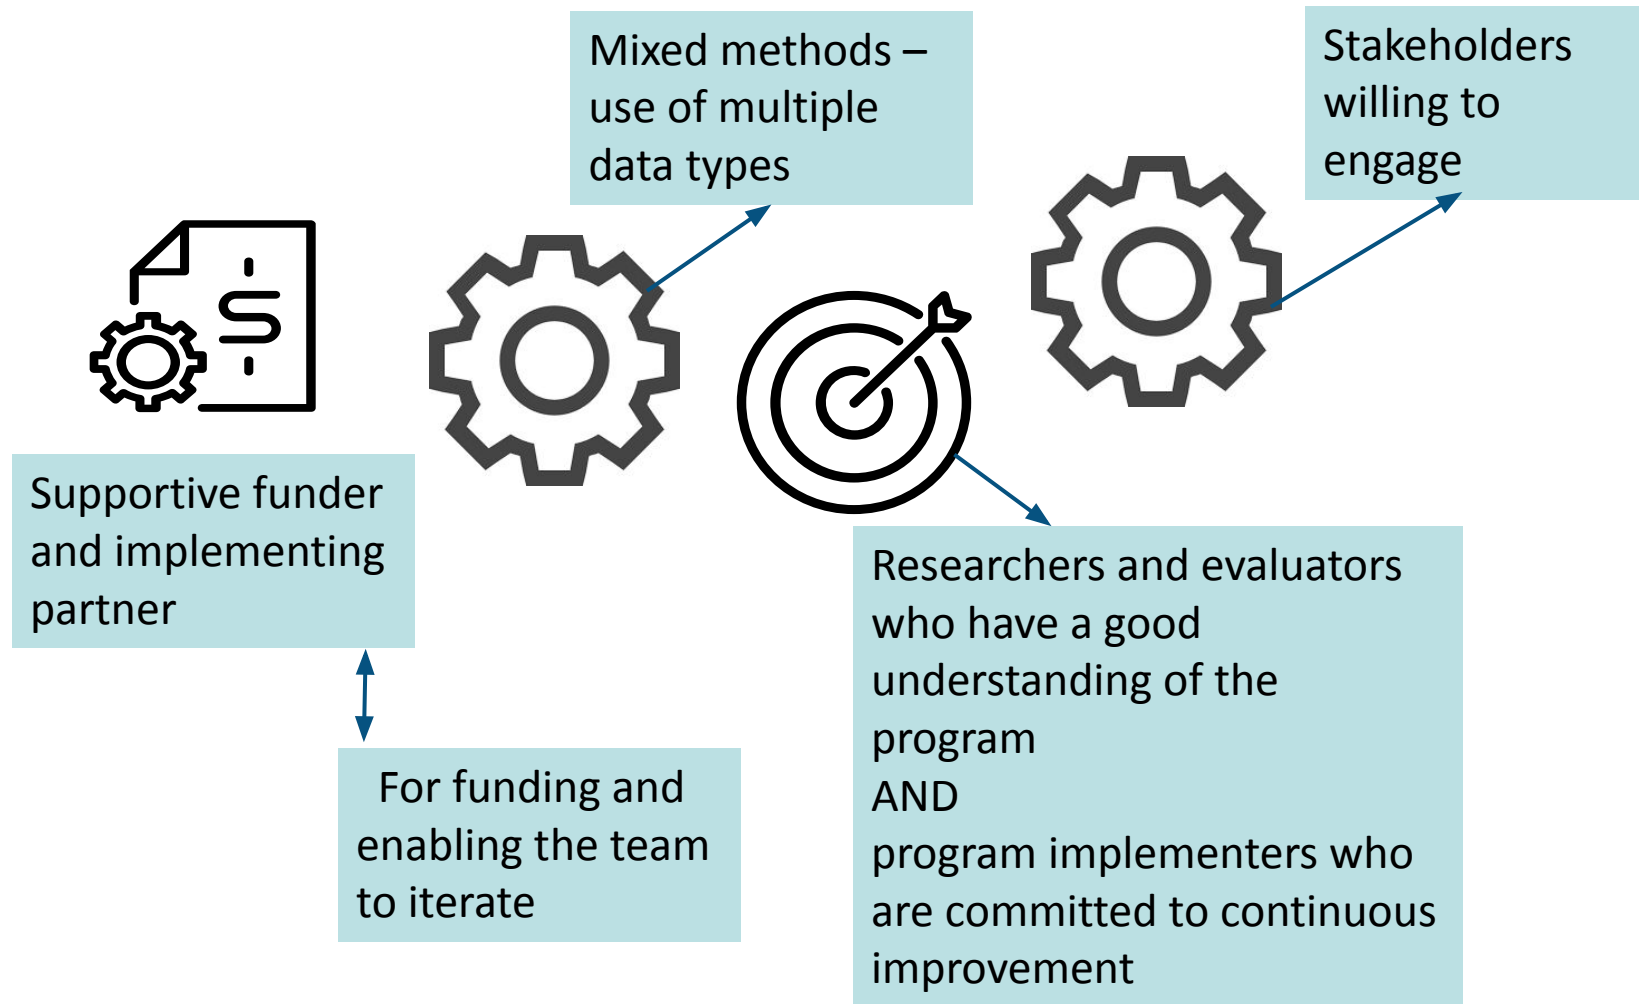 Mixed methods –
use of multiple
data types
Stakeholders
willing to
engage
$
Supportive funder
and implementing
partner
For funding and
enabling the team
to iterate
Researchers and evaluators
who have a good
understanding of the
program
AND
program implementers who
are committed to continuous
improvement